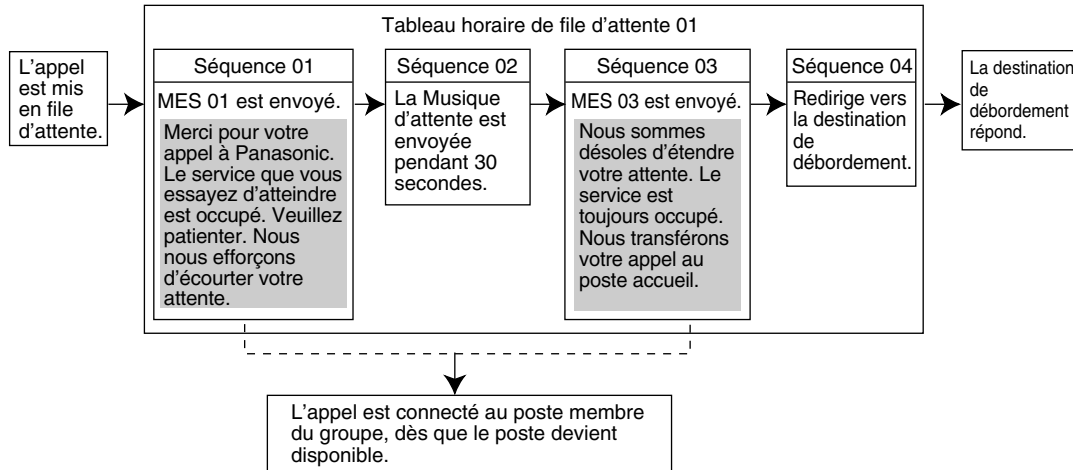 Tableau horaire de file d'attente 01
L'appel
est mis
en file
d'attente.
Séquence 01
MES 01 est envoyé.
Merci pour votre
appel à Panasonic.
Le service que vous
essayez d'atteindre
est occupé. Veuillez
patienter. Nous
nous efforçons
d'écourter votre
attente.
Séquence 02
La Musique
d'attente est
envoyée
pendant 30
secondes.
Séquence 03
MES 03 est envoyé.
Nous sommes
désoles d'étendre
votre attente. Le
service est
toujours occupé.
Nous transférons
votre appel au
poste accueil.
Séquence 04
Redirige vers
la destination
de
débordement.
La destination
de
débordement
répond.
L'appel est connecté au poste membre
du groupe, dès que le poste devient
disponible.